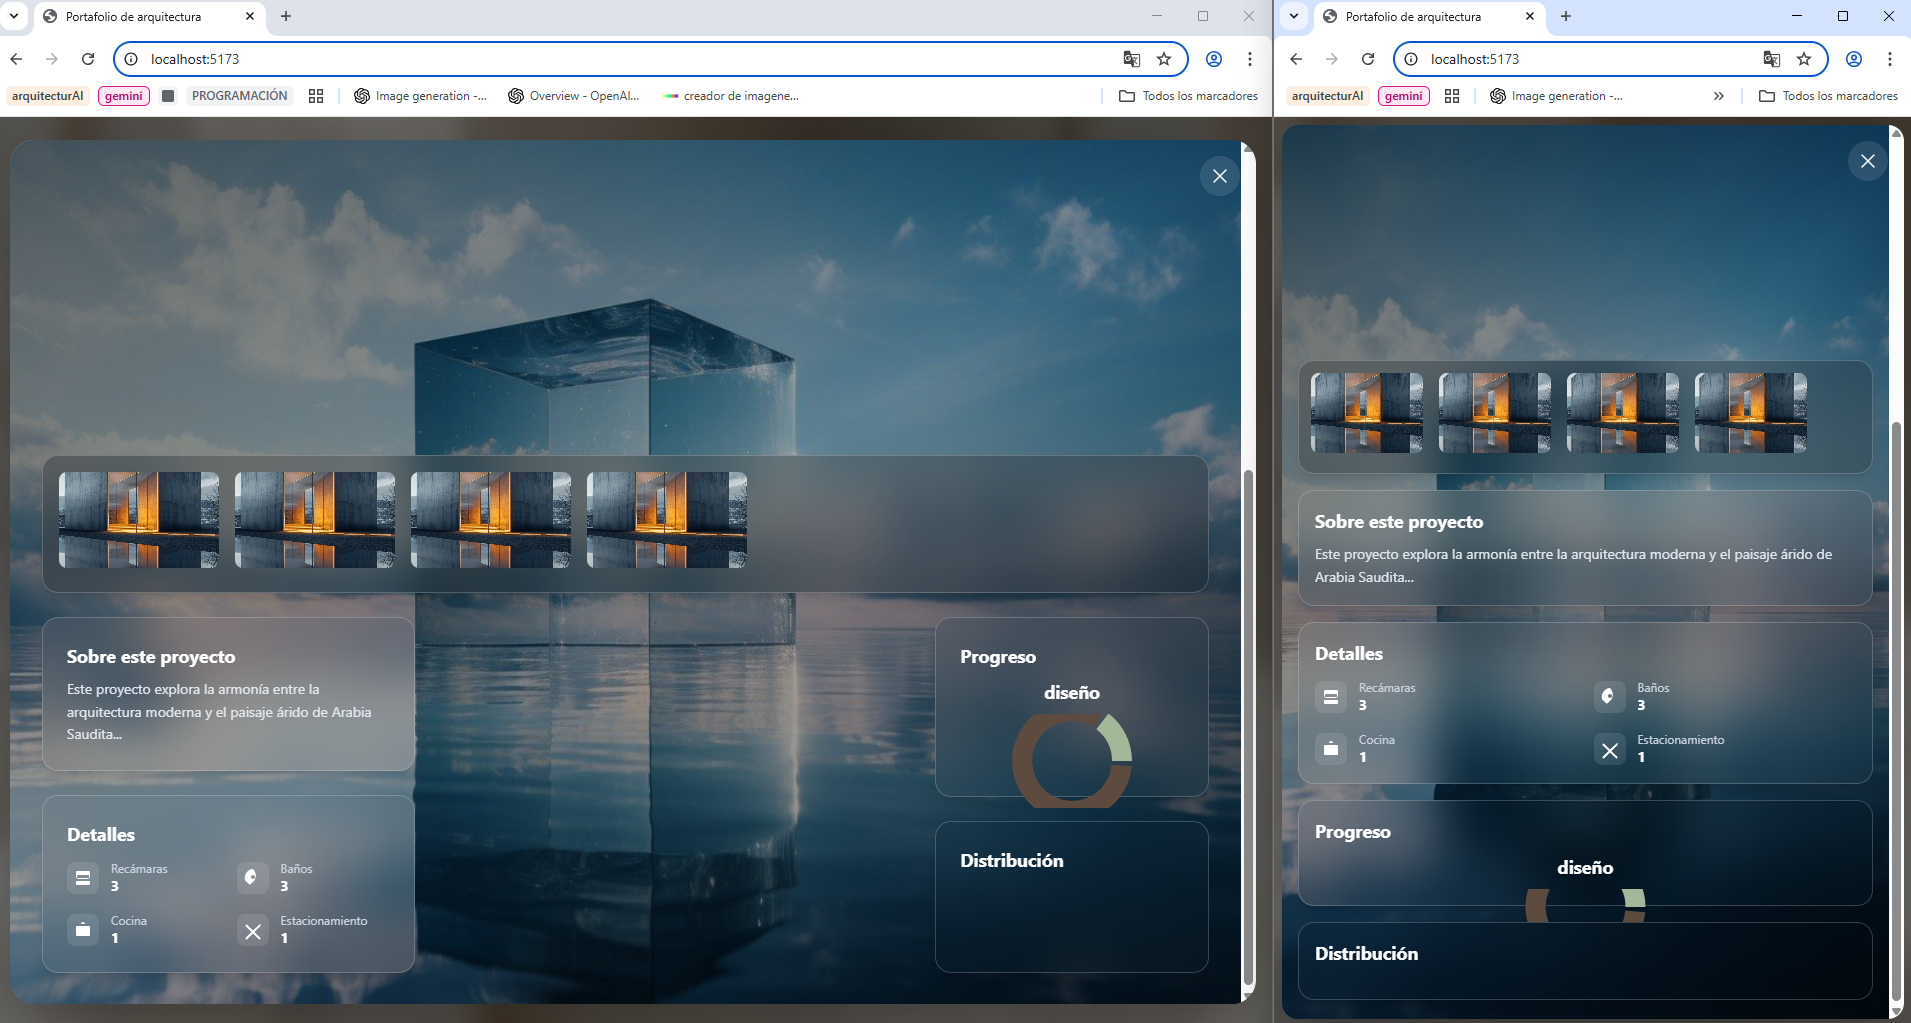 Portafolio de arquitectura
localhost:5173
arquitecturAI
gemini
PROGRAMACIÓN
Image generation -...
Overview - OpenAI...
creador de imagene...
Todos los marcadores
Sobre este proyecto
Este proyecto explora la armonía entre la
arquitectura moderna y el paisaje árido de Arabia
Saudita...
Detalles
Recámaras
3
Baños
3
Cocina
1
Estacionamiento
1
Progreso
diseño
Distribución
Portafolio de arquitectura
localhost:5173
arquitecturAI
gemini
Image generation -...
Todos los marcadores
Sobre este proyecto
Este proyecto explora la armonía entre la arquitectura moderna y el paisaje árido de
Arabia Saudita...
Detalles
Recámaras
3
Baños
3
Cocina
1
Estacionamiento
1
Progreso
diseño
Distribución